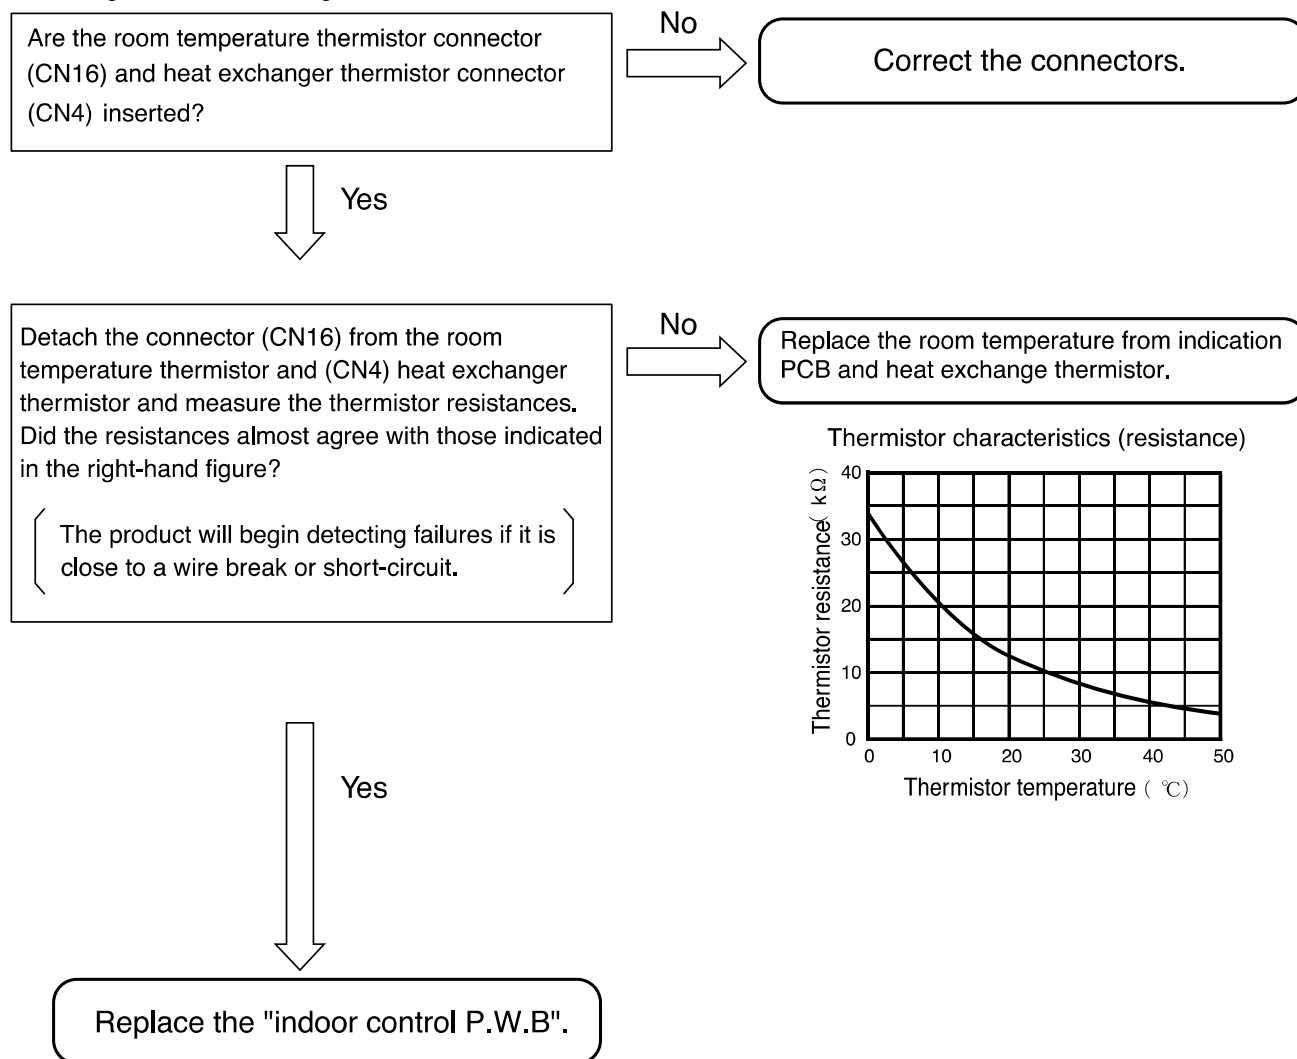 Are the room temperature thermistor connector
(CN16) and heat exchanger thermistor connector
(CN4) inserted?
No
Correct the connectors.
Yes
Detach the connector (CN16) from the room
temperature thermistor and (CN4) heat exchanger
thermistor and measure the thermistor resistances.
Did the resistances almost agree with those indicated
in the right-hand figure?
The product will begin detecting failures if it is
close to a wire break or short-circuit.
No
Replace the room temperature from indication
PCB and heat exchange thermistor.
Thermistor characteristics (resistance)
Thermistor resistance( kΩ)
40
30
20
10
0
0 10 20 30 40 50
Thermistor temperature ( ℃)
Yes
Replace the "indoor control P.W.B".